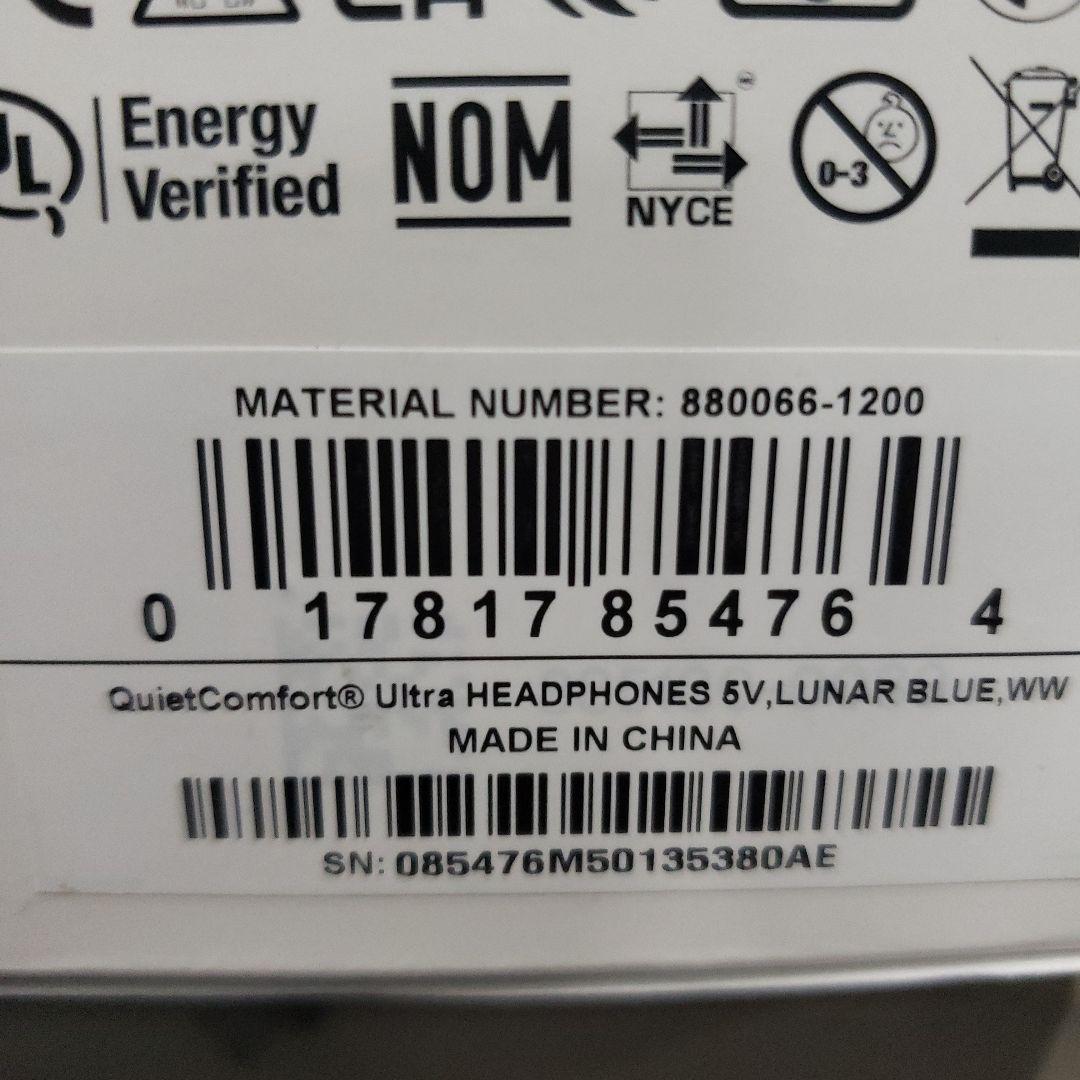 UL Energy
Verified
NOM
NYCE
0-3
MATERIAL NUMBER: 880066-1200
0 17817 85476 4
QuietComfort® Ultra HEADPHONES 5V,LUNAR BLUE,WW
MADE IN CHINA
SN: 085476M50135380AE